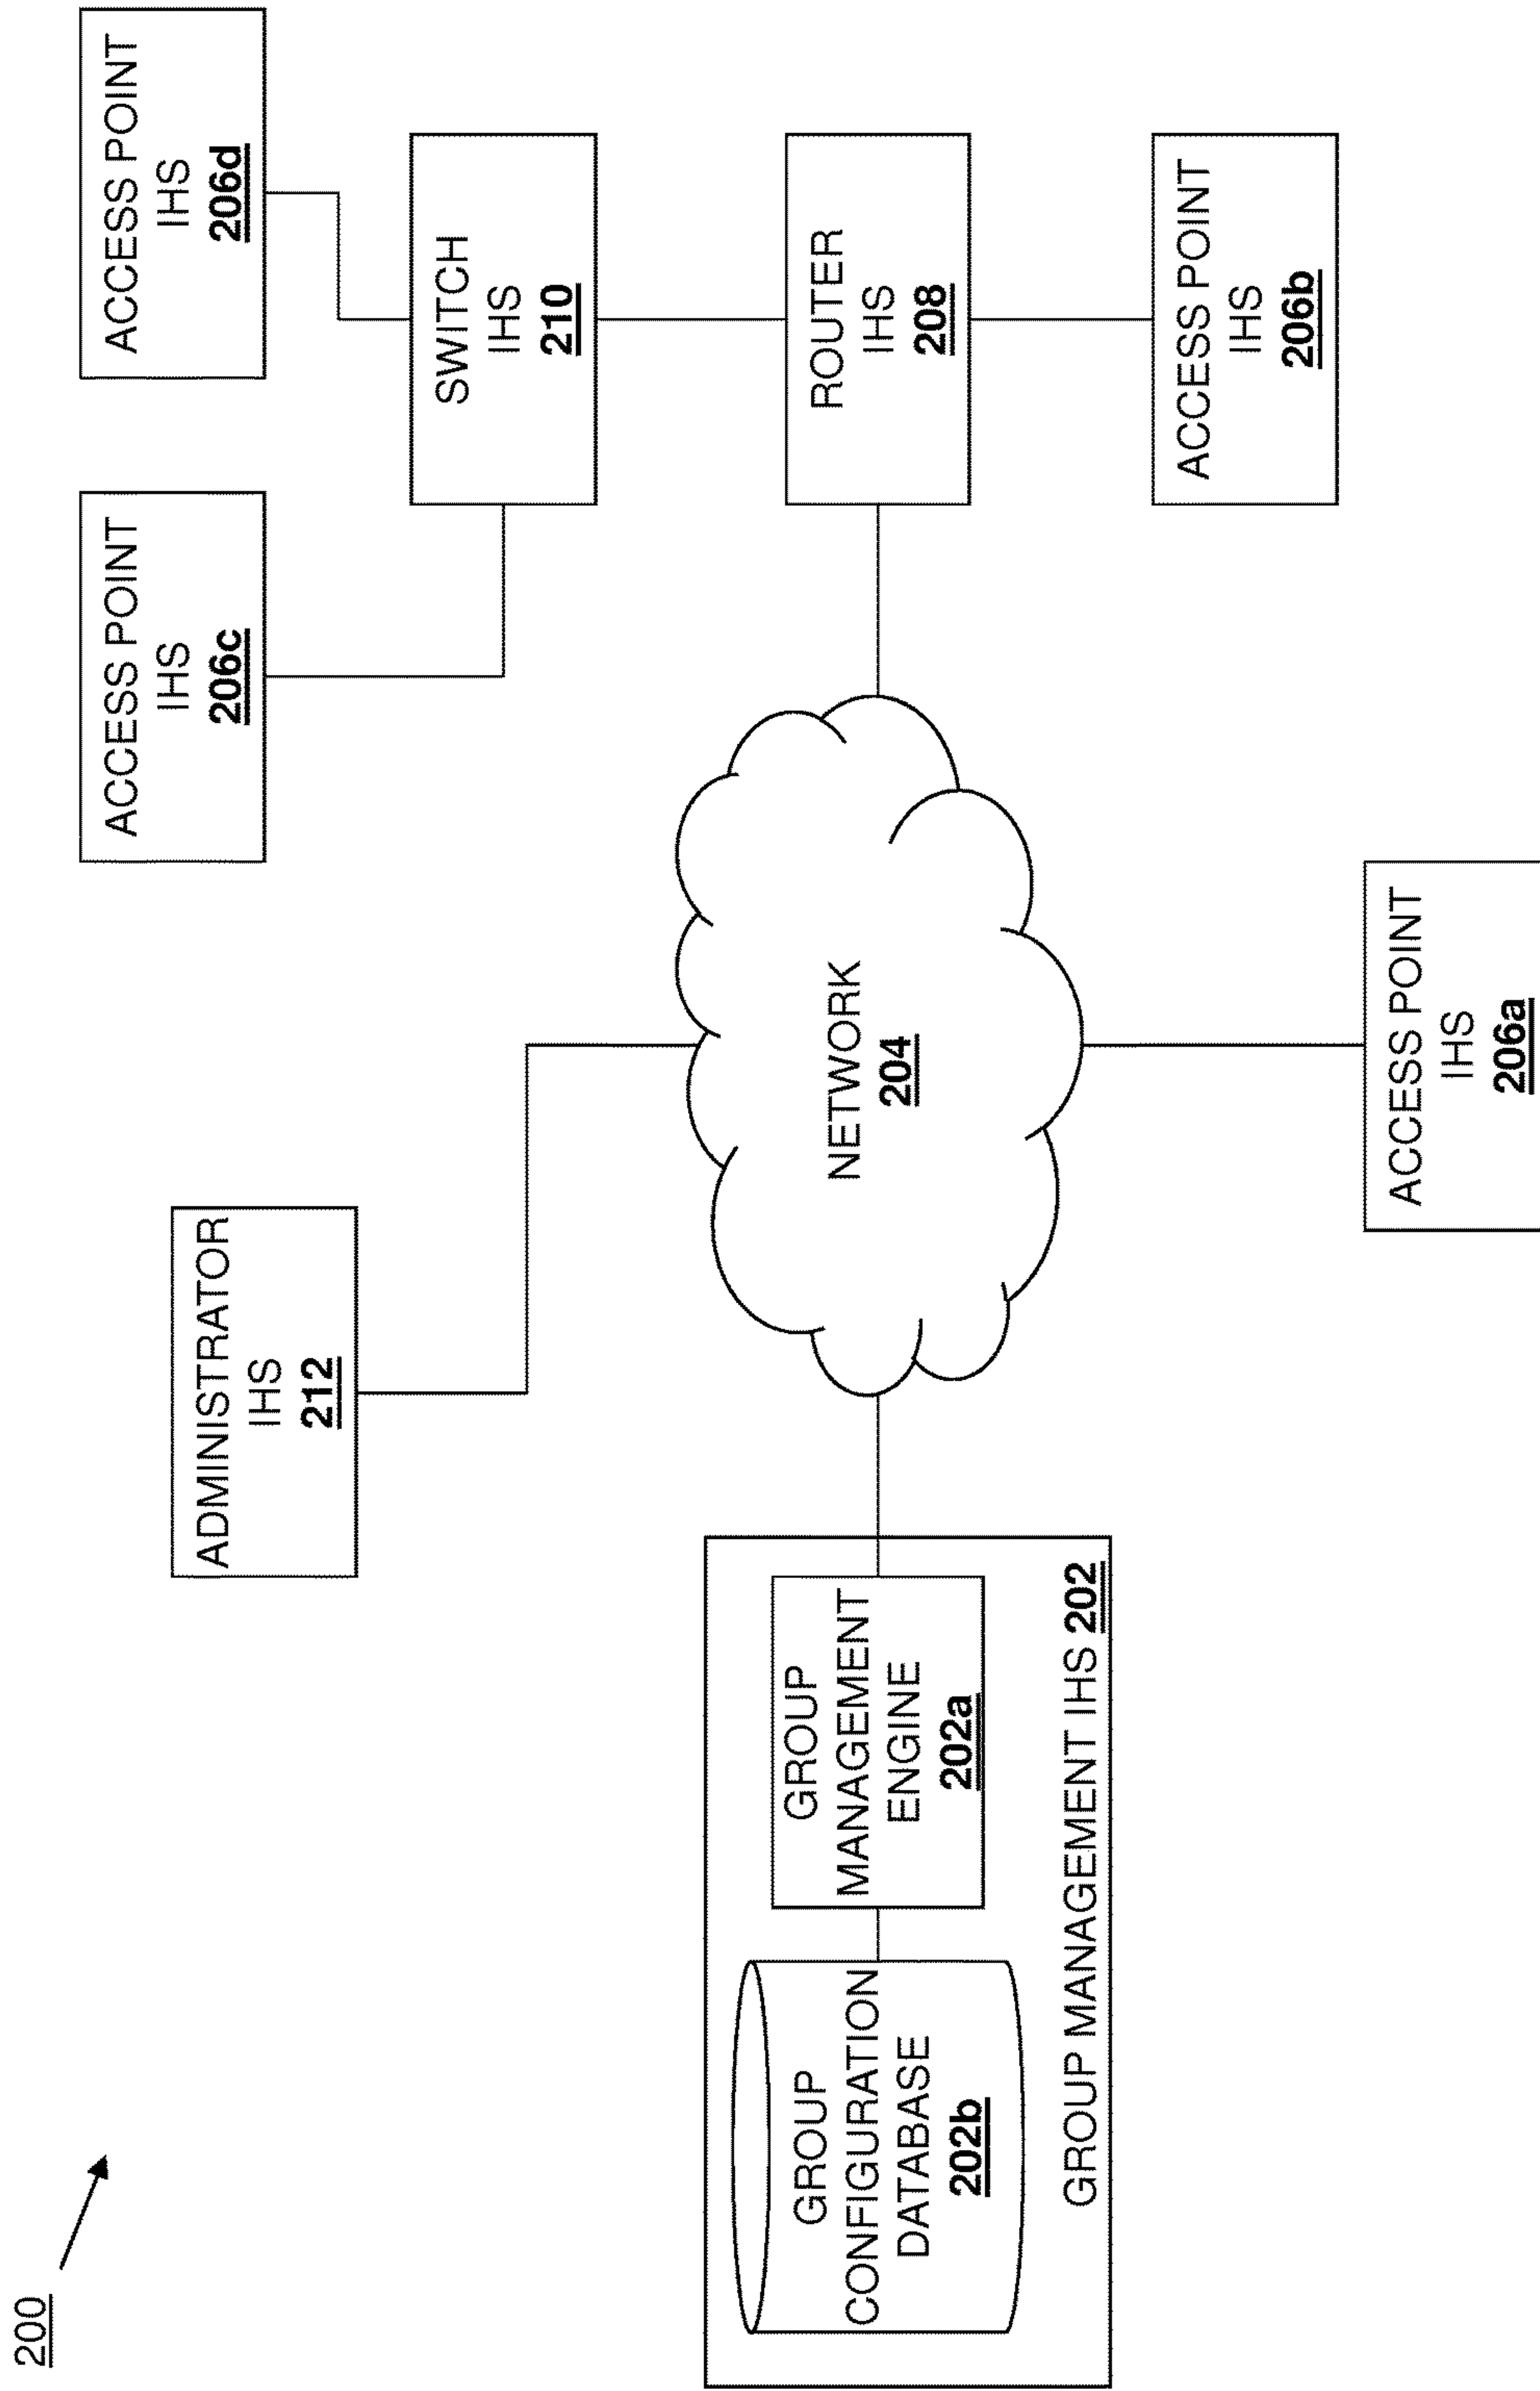 200
ADMINISTRATOR
IHS
212
ACCESS POINT
IHS
206c
ACCESS POINT
IHS
206d
SWITCH
IHS
210
GROUP
CONFIGURATION
DATABASE
202b
GROUP
MANAGEMENT
ENGINE
202a
GROUP MANAGEMENT IHS 202
NETWORK
204
ROUTER
IHS
208
ACCESS POINT
IHS
206a
ACCESS POINT
IHS
206b